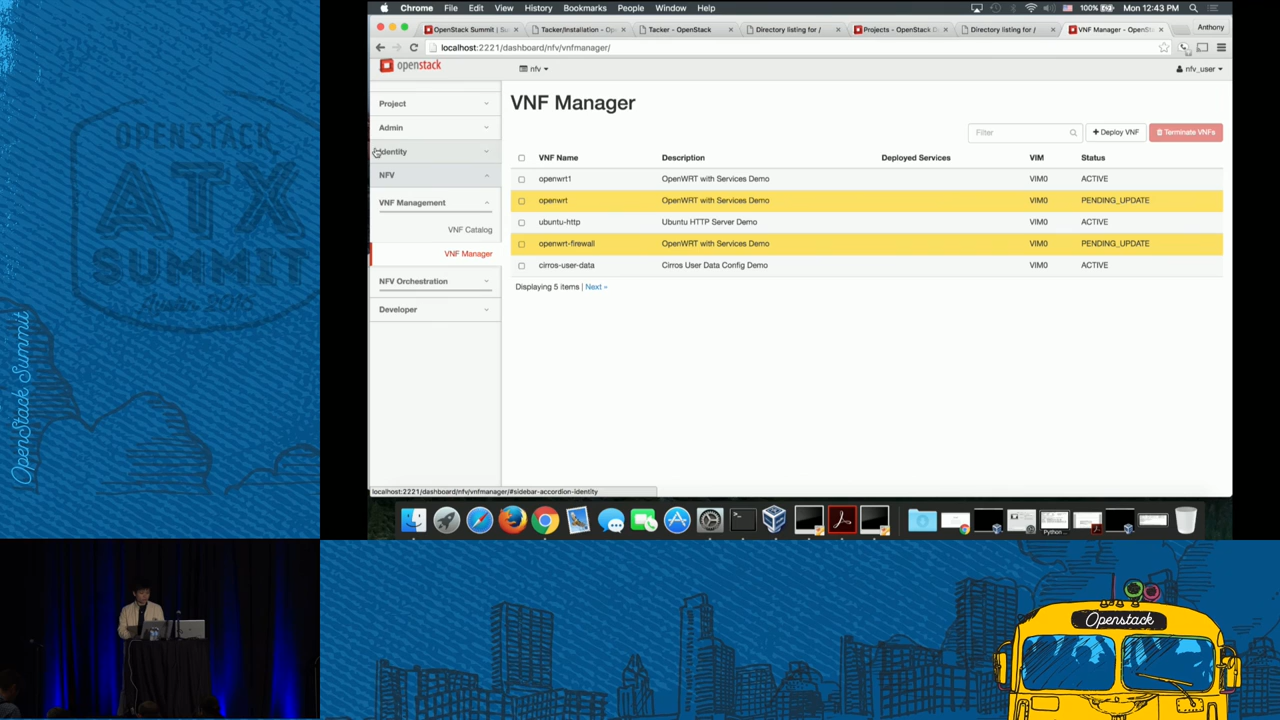 Chrome File Edit View History Bookmarks People Window Help 100% Mon 12:43 PM
OpenStack Summit | Su × Tacker/Installation - Op × Tacker - OpenStack × Directory listing for / × Projects - OpenStack D × Directory listing for / × VNF Manager - OpenSt × Anthony
localhost:2221/dashboard/nfv/vnfmanager/
openstack nfv nfv_user
Project
Admin
Identity
NFV
VNF Management
VNF Catalog
VNF Manager
NFV Orchestration
Developer
VNF Manager
Filter + Deploy VNF Terminate VNFs
VNF Name Description Deployed Services VIM Status
openwrt1 OpenWRT with Services Demo VIM0 ACTIVE
openwrt OpenWRT with Services Demo VIM0 PENDING_UPDATE
ubuntu-http Ubuntu HTTP Server Demo VIM0 ACTIVE
openwrt-firewall OpenWRT with Services Demo VIM0 PENDING_UPDATE
cirros-user-data Cirros User Data Config Demo VIM0 ACTIVE
Displaying 5 items | Next »
localhost:2221/dashboard/nfv/vnfmanager/#sidebar-accordion-identity
Python
OpenStack Summit
OPENSTACK
ATX
AUSTIN
Openstack